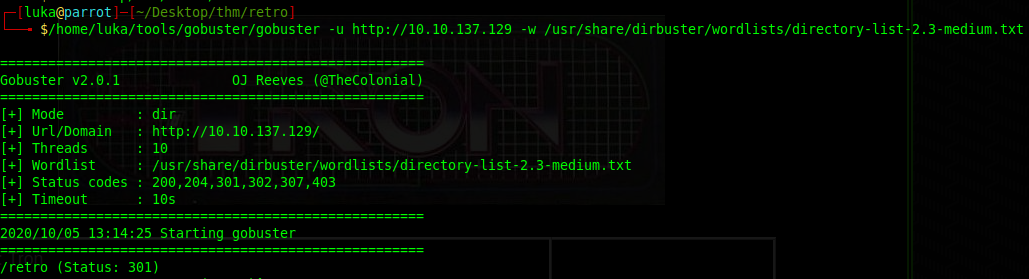 ┌─[luka@parrot]─[~/Desktop/thm/retro]
└──╼ $/home/luka/tools/gobuster/gobuster -u http://10.10.137.129 -w /usr/share/dirbuster/wordlists/directory-list-2.3-medium.txt
=====================================================
Gobuster v2.0.1              OJ Reeves (@TheColonial)
=====================================================
[+] Mode         : dir
[+] Url/Domain   : http://10.10.137.129/
[+] Threads      : 10
[+] Wordlist     : /usr/share/dirbuster/wordlists/directory-list-2.3-medium.txt
[+] Status codes : 200,204,301,302,307,403
[+] Timeout      : 10s
=====================================================
2020/10/05 13:14:25 Starting gobuster
=====================================================
/retro (Status: 301)
TRON